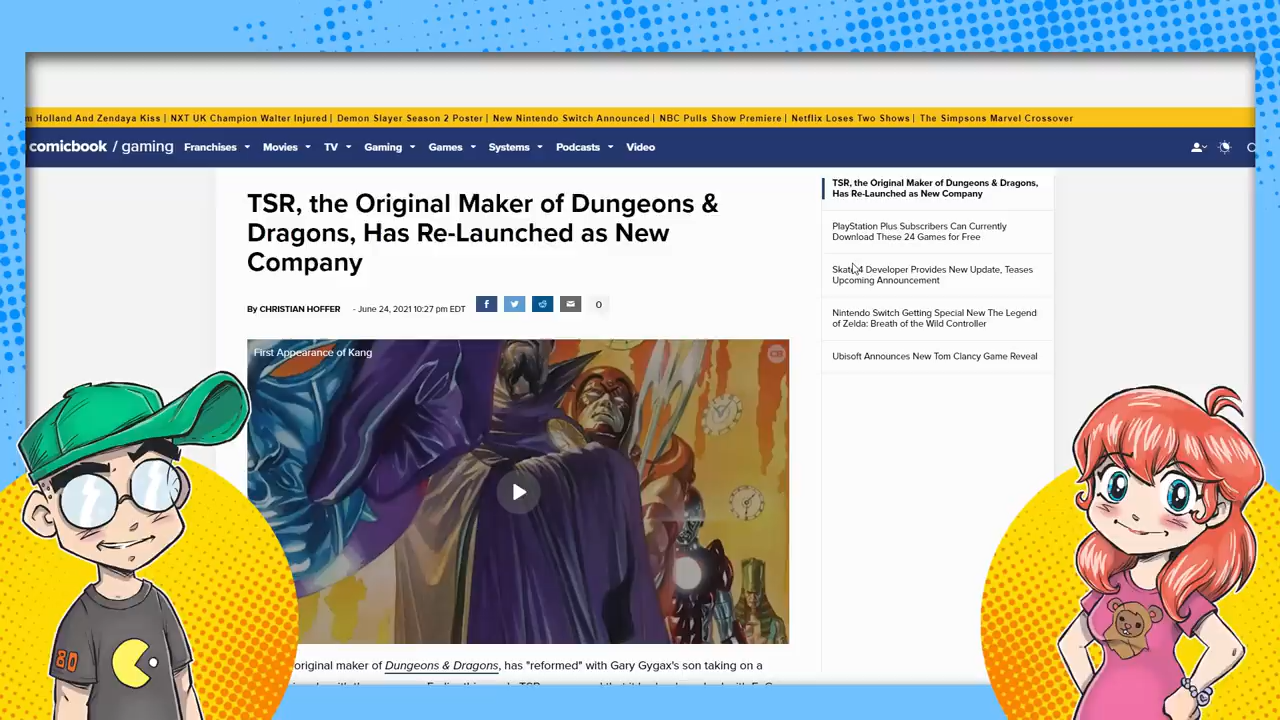 m Holland And Zendaya Kiss | NXT UK Champion Walter Injured | Demon Slayer Season 2 Poster | New Nintendo Switch Announced | NBC Pulls Show Premiere | Netflix Loses Two Shows | The Simpsons Marvel Crossover
comicbook / gaming Franchises Movies TV Gaming Games Systems Podcasts Video
TSR, the Original Maker of Dungeons &
Dragons, Has Re-Launched as New
Company
By CHRISTIAN HOFFER - June 24, 2021 10:27 pm EDT 0
First Appearance of Kang
CB
original maker of Dungeons & Dragons, has "reformed" with Gary Gygax's son taking on a
TSR, the Original Maker of Dungeons & Dragons,
Has Re-Launched as New Company
PlayStation Plus Subscribers Can Currently
Download These 24 Games for Free
Skate 4 Developer Provides New Update, Teases
Upcoming Announcement
Nintendo Switch Getting Special New The Legend
of Zelda: Breath of the Wild Controller
Ubisoft Announces New Tom Clancy Game Reveal
80